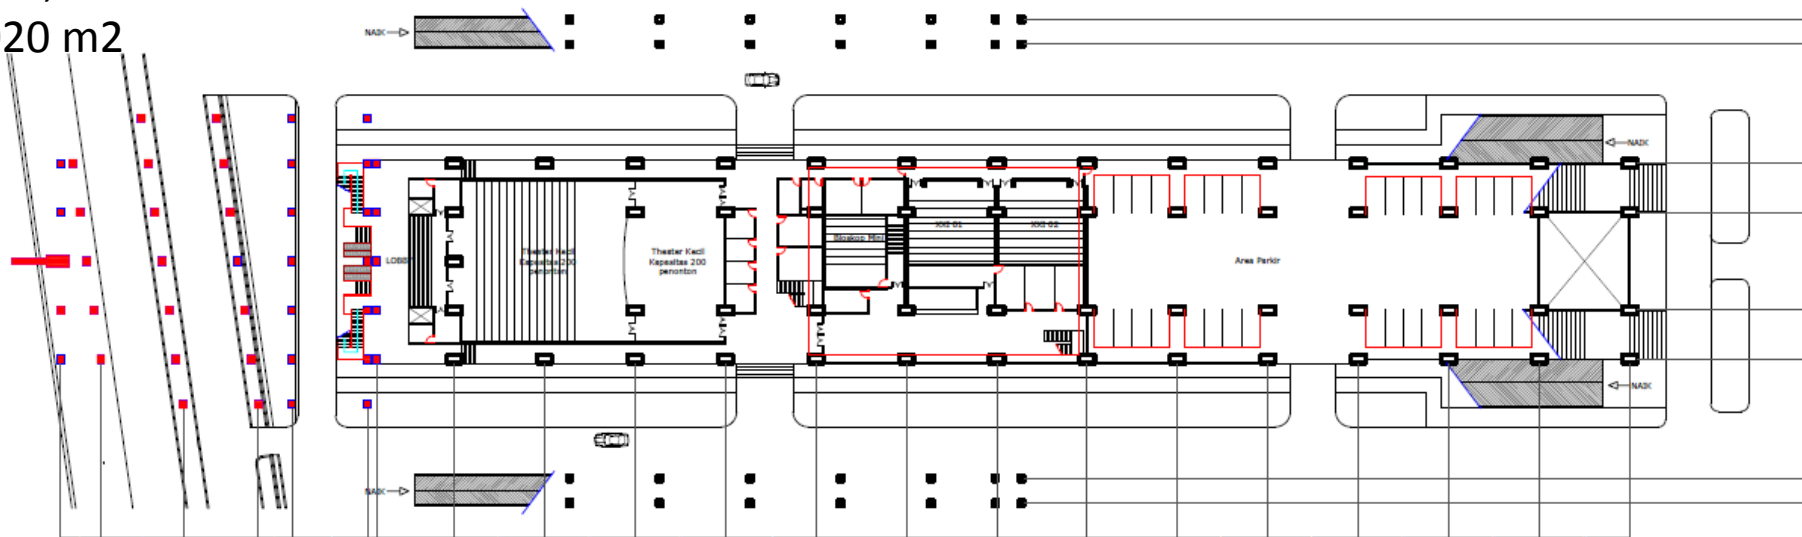 020 m2
NAIK
NAIK
LOBBY
Theater Kecil
Kapasitas 200
penonton
Theater Kecil
Kapasitas 200
penonton
Bioskop Mini
XXI 01
XXI 02
Area Parkir
NAIK
NAIK